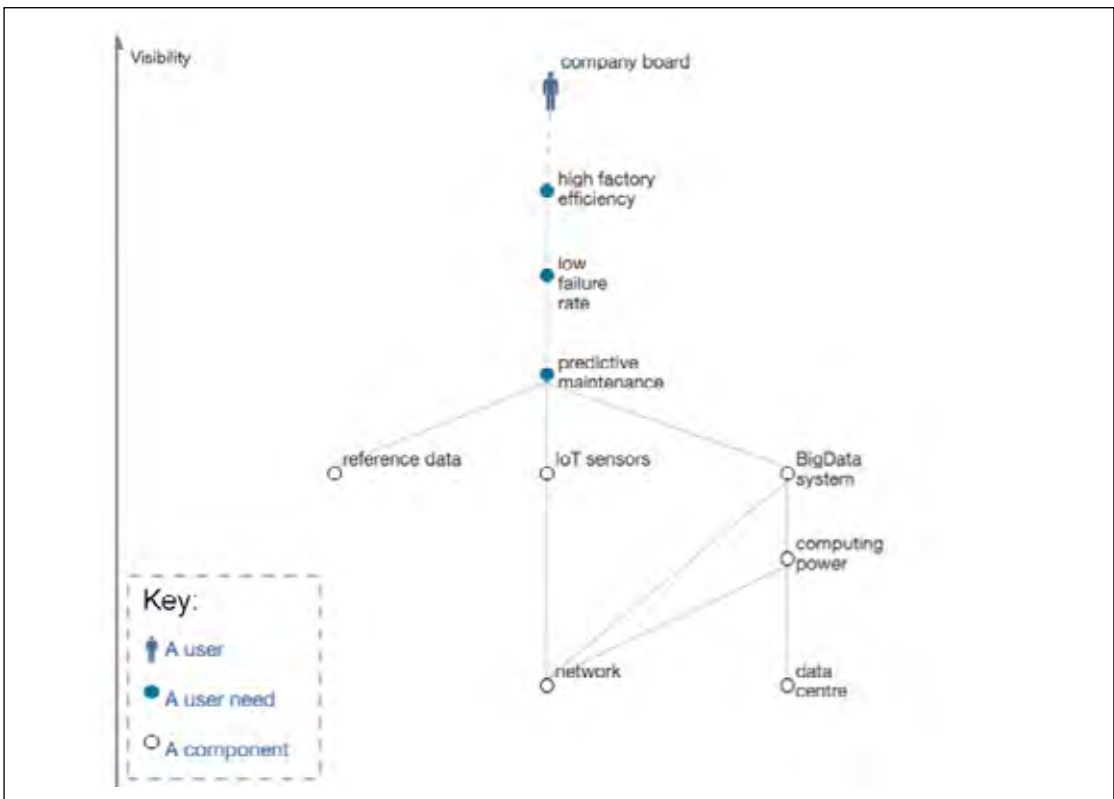 Visibility
company board
high factory
efficiency
low
failure
rate
predictive
maintenance
reference data
IoT sensors
BigData
system
computing
power
network
data
centre
Key:
A user
A user need
A component